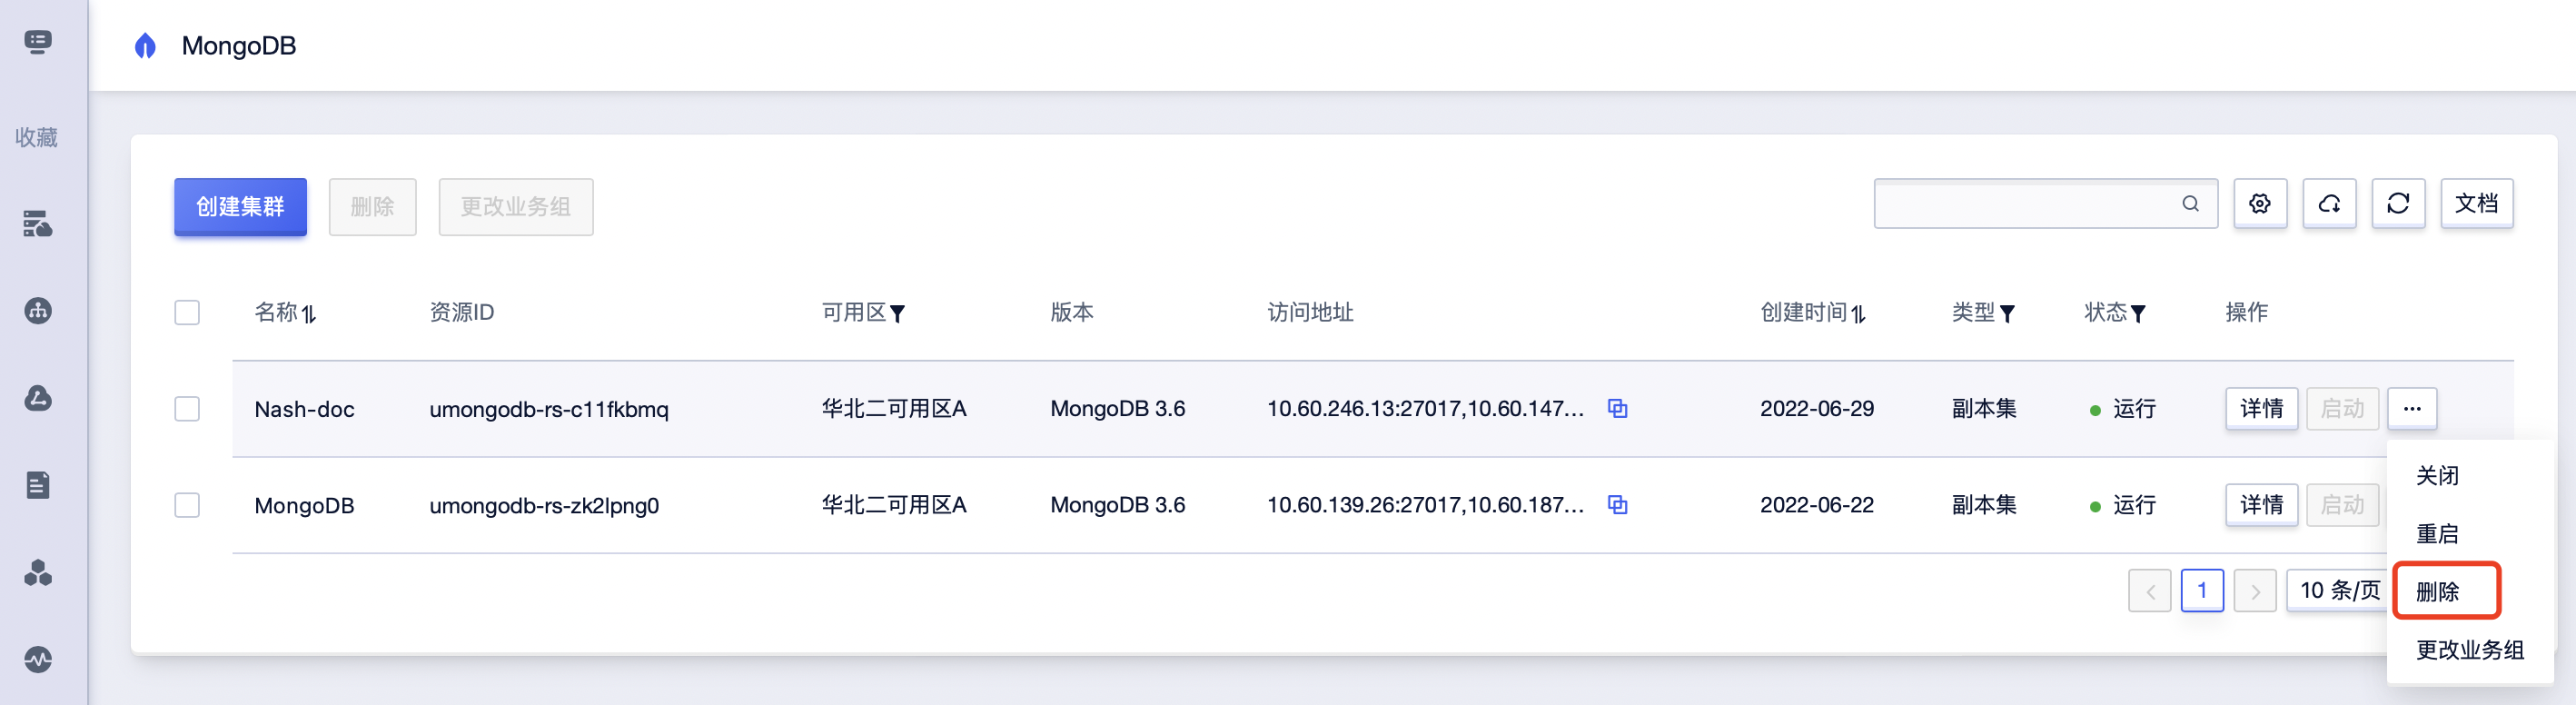 MongoDB
收藏
创建集群 删除 更改业务组 文档
名称 资源ID 可用区 版本 访问地址 创建时间 类型 状态 操作
Nash-doc umongodb-rs-c11fkbmq 华北二可用区A MongoDB 3.6 10.60.246.13:27017,10.60.147... 2022-06-29 副本集 运行 详情 启动 ...
MongoDB umongodb-rs-zk2lpng0 华北二可用区A MongoDB 3.6 10.60.139.26:27017,10.60.187... 2022-06-22 副本集 运行 详情 启动
1 10 条/页
关闭
重启
删除
更改业务组